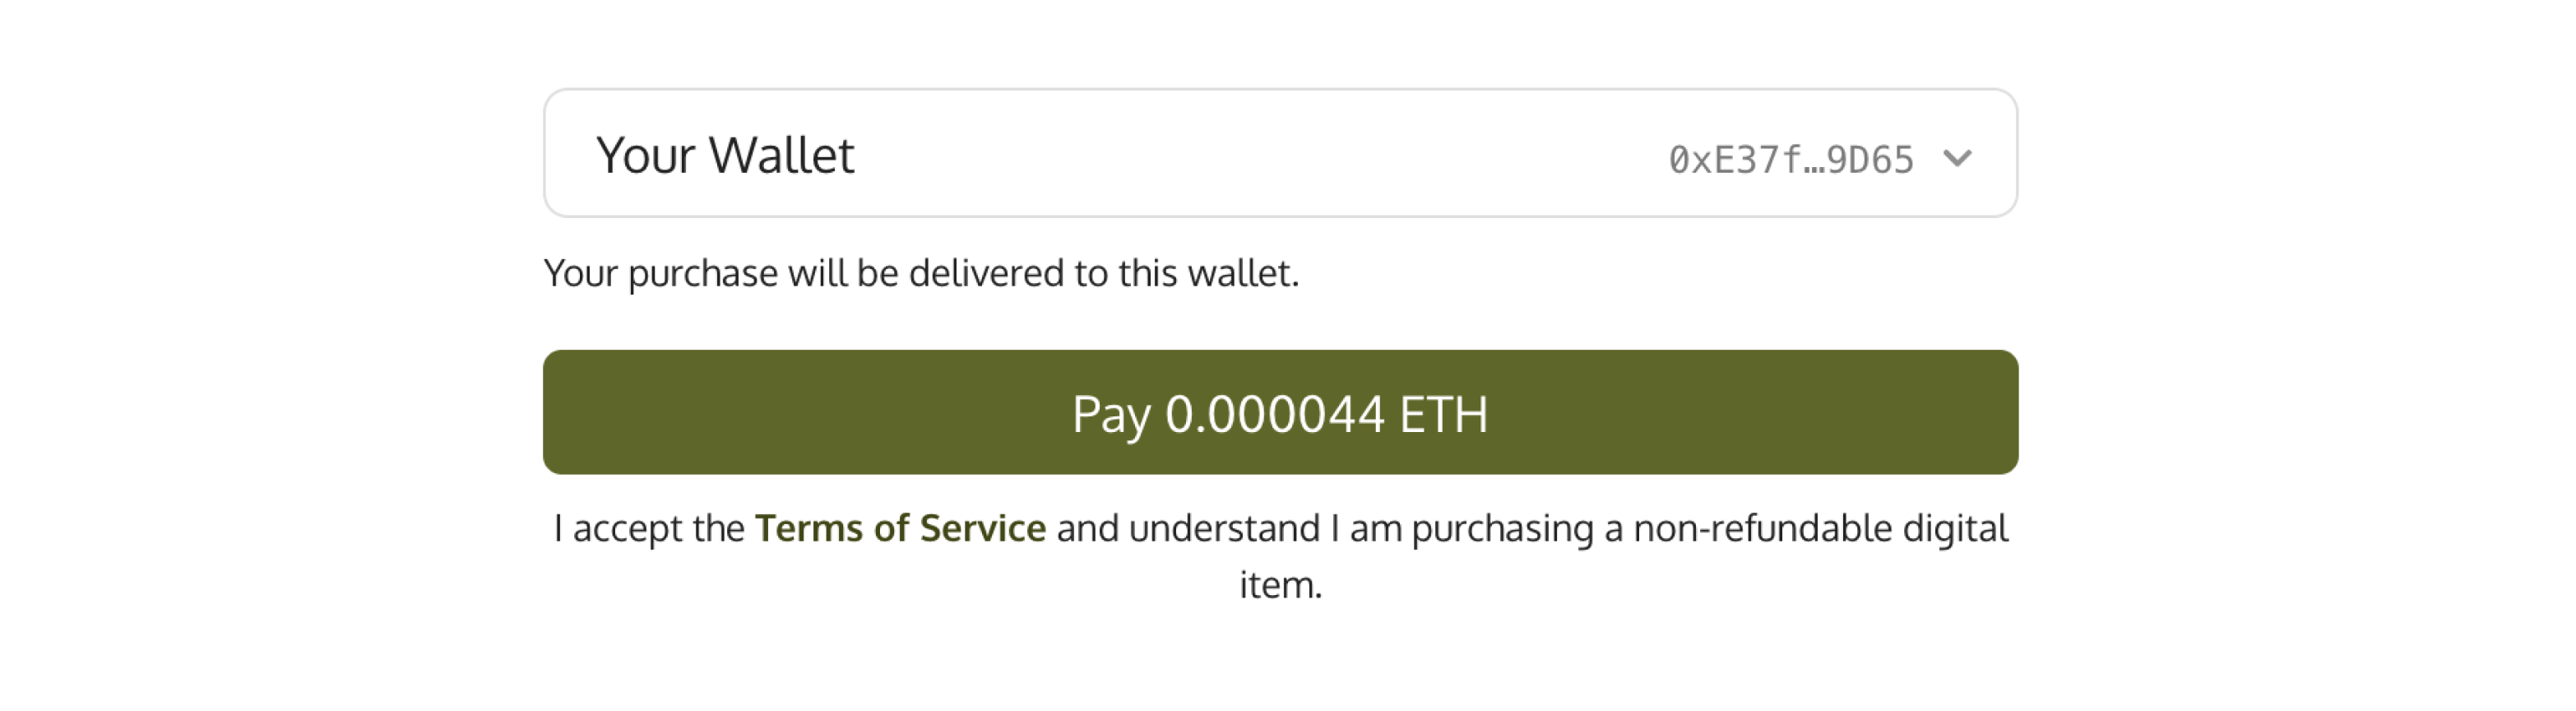 Your Wallet 0xE37f…9D65
Your purchase will be delivered to this wallet.
Pay 0.000044 ETH
I accept the Terms of Service and understand I am purchasing a non-refundable digital
item.